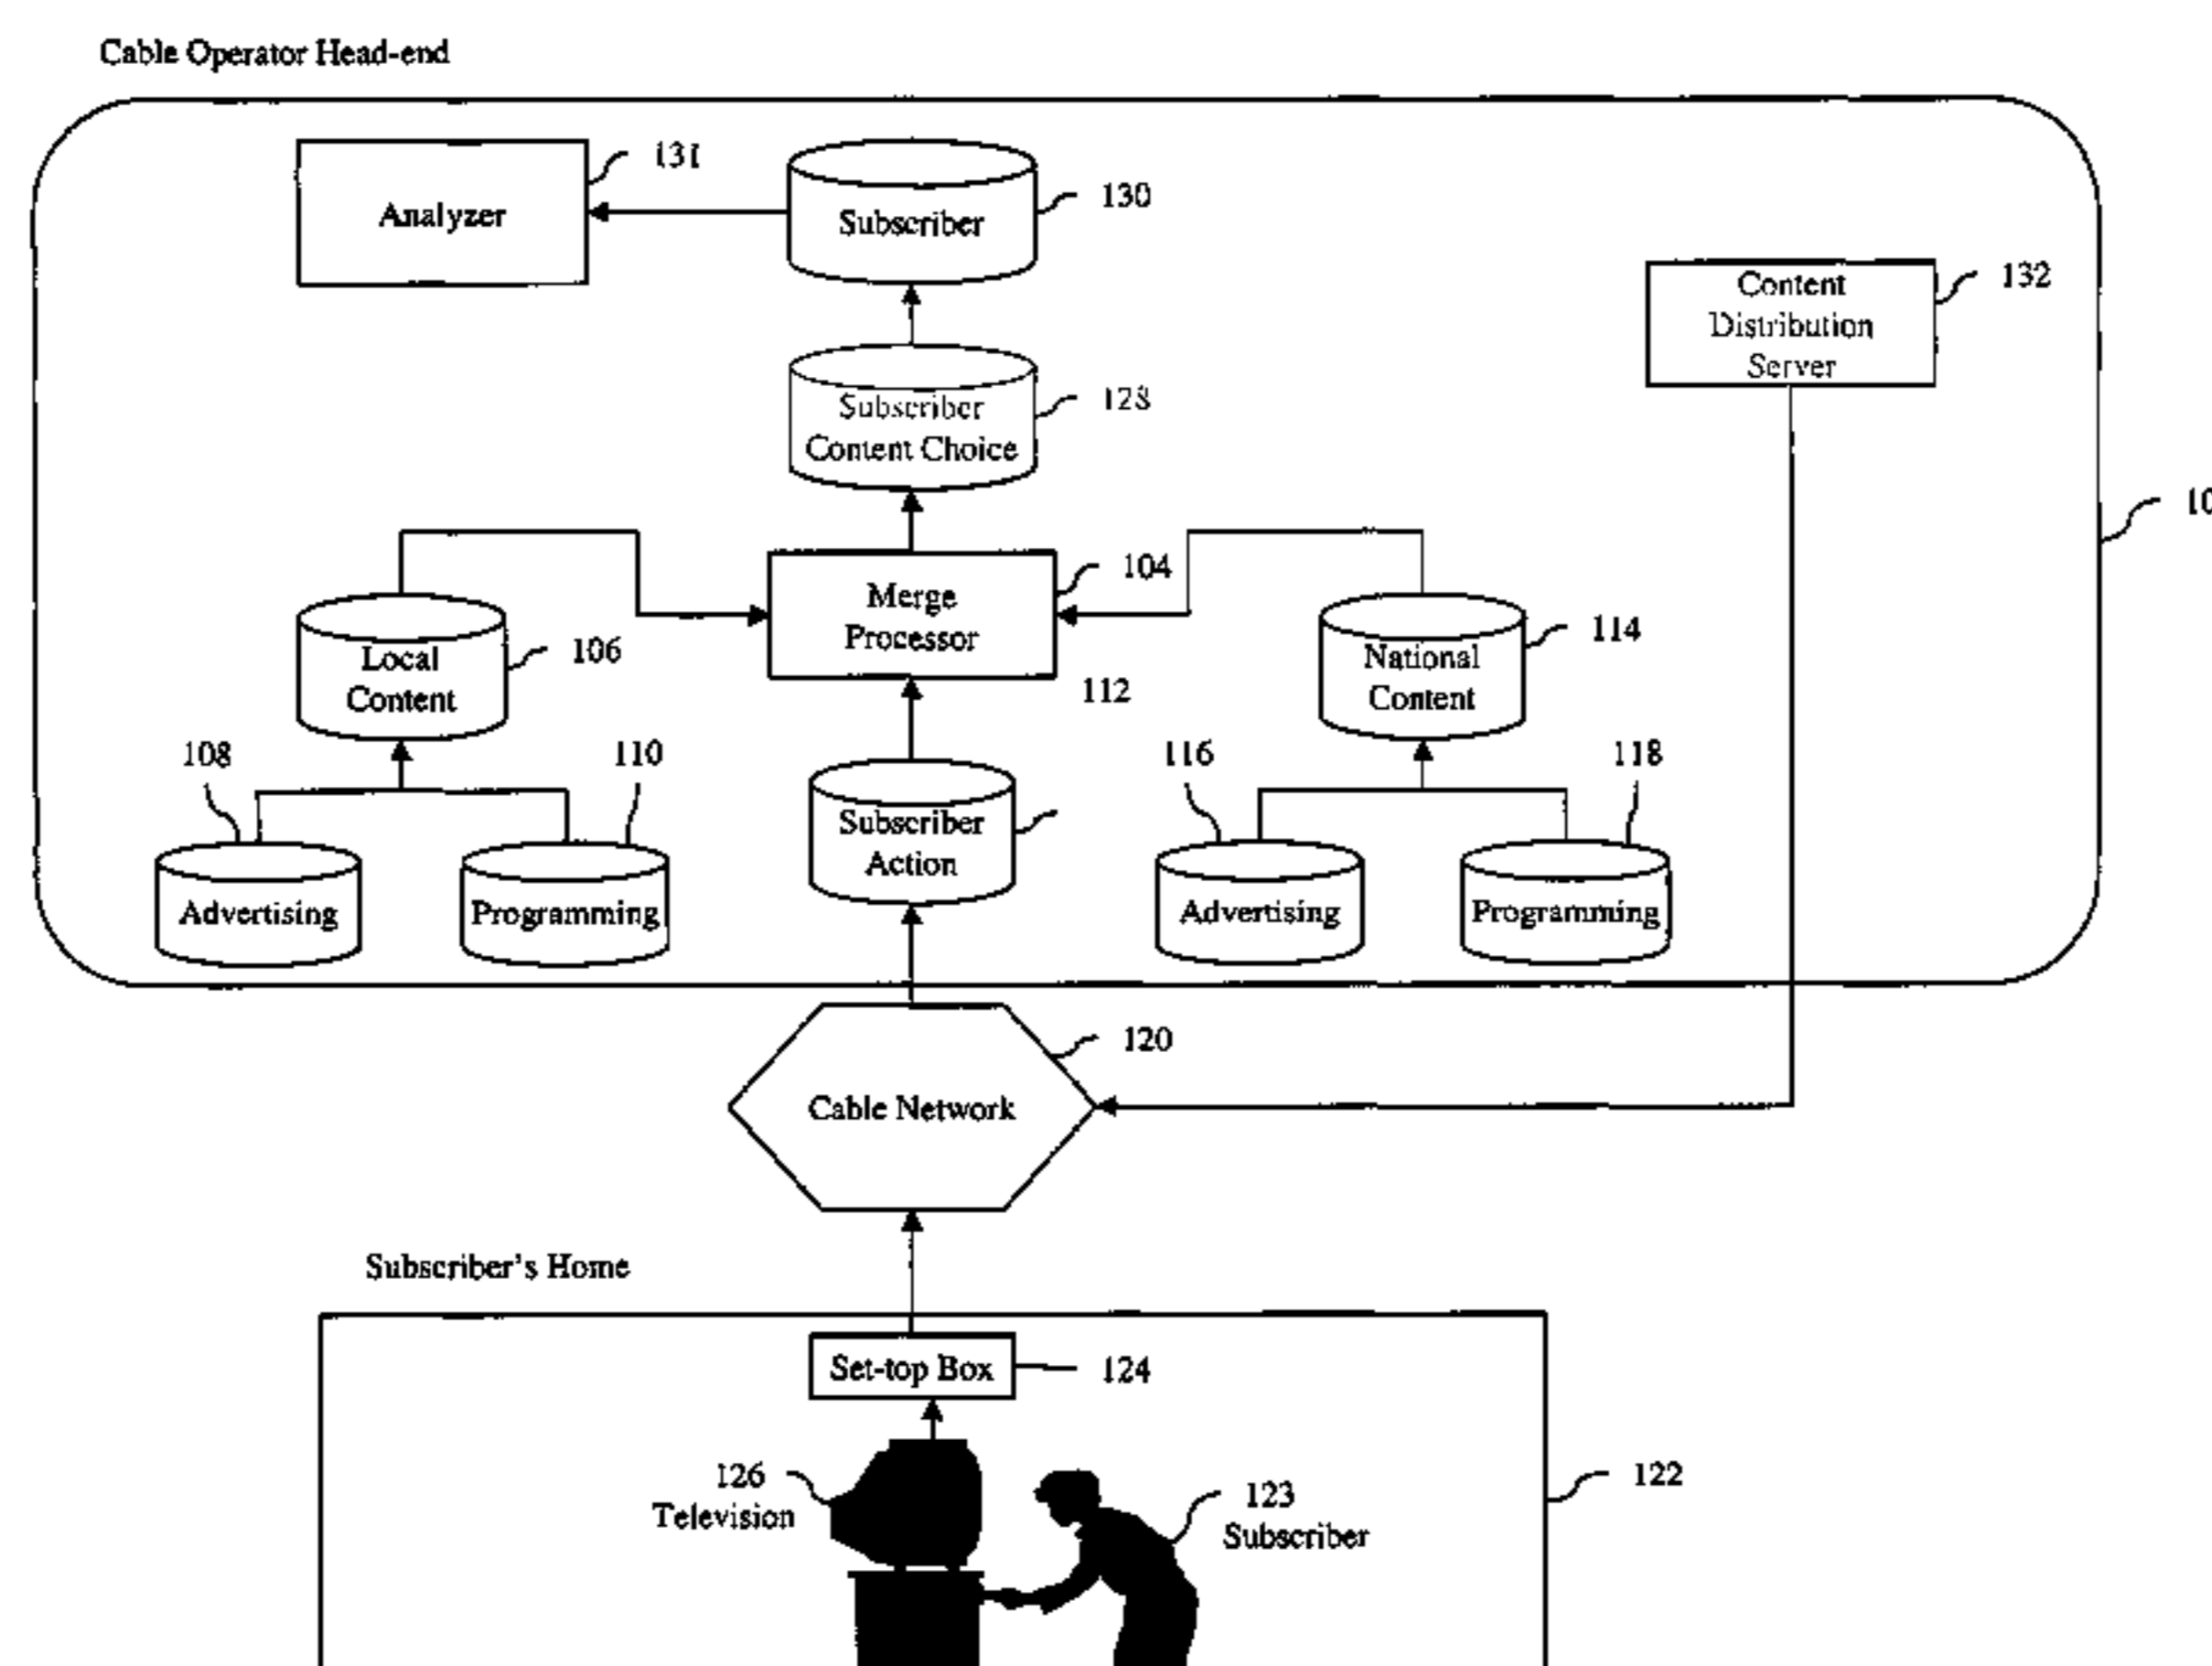 Cable Operator Head-end
131
Analyzer
130
Subscriber
132
Content
Distribution
Server
128
Subscriber
Content Choice
10
104
Merge
Processor
106
Local
Content
114
National
Content
112
108
110
116
118
Subscriber
Action
Advertising
Programming
Advertising
Programming
120
Cable Network
Subscriber's Home
Set-top Box
124
126
Television
123
Subscriber
122